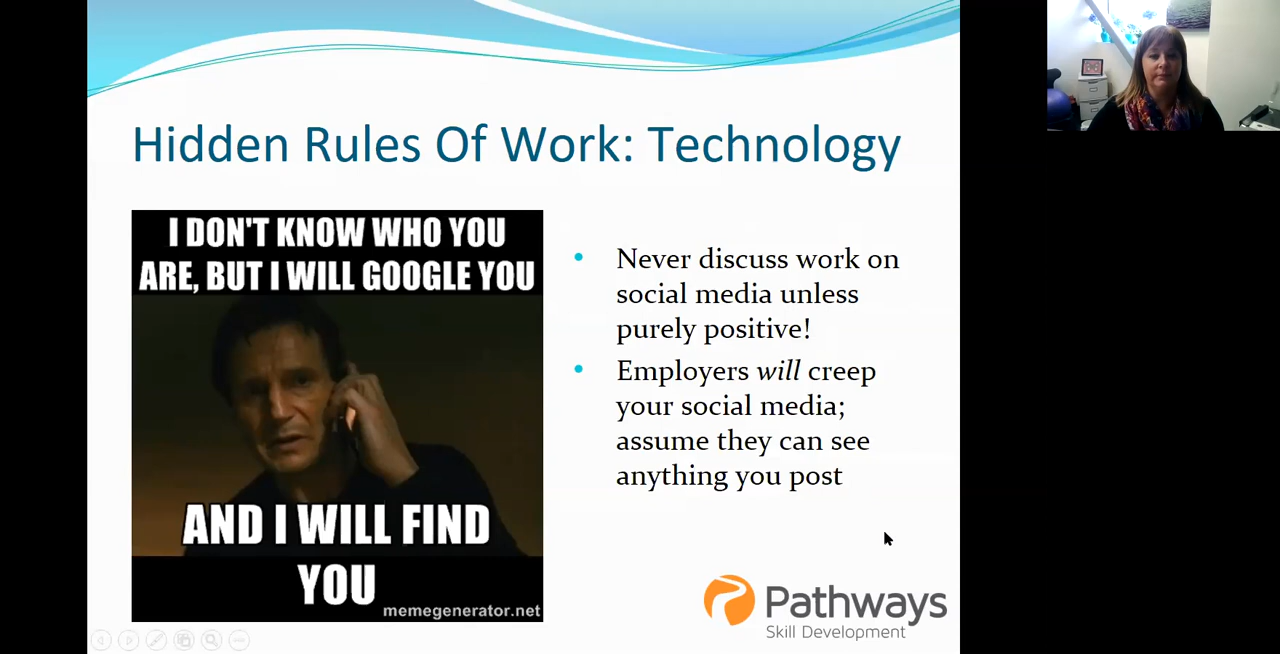 Hidden Rules Of Work: Technology
I DON'T KNOW WHO YOU
ARE, BUT I WILL GOOGLE YOU
AND I WILL FIND
YOU
memegenerator.net
• Never discuss work on
social media unless
purely positive!
• Employers will creep
your social media;
assume they can see
anything you post
Pathways
Skill Development